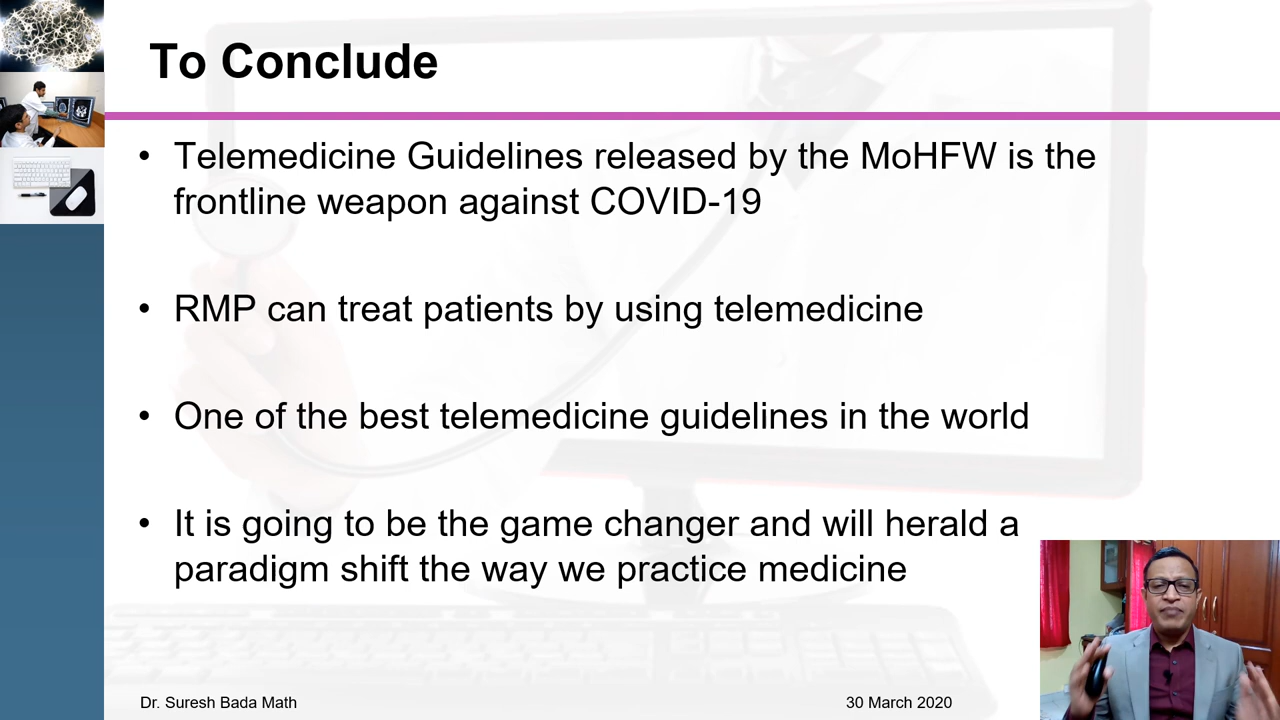 To Conclude
• Telemedicine Guidelines released by the MoHFW is the
frontline weapon against COVID-19
• RMP can treat patients by using telemedicine
• One of the best telemedicine guidelines in the world
• It is going to be the game changer and will herald a
paradigm shift the way we practice medicine
Dr. Suresh Bada Math
30 March 2020